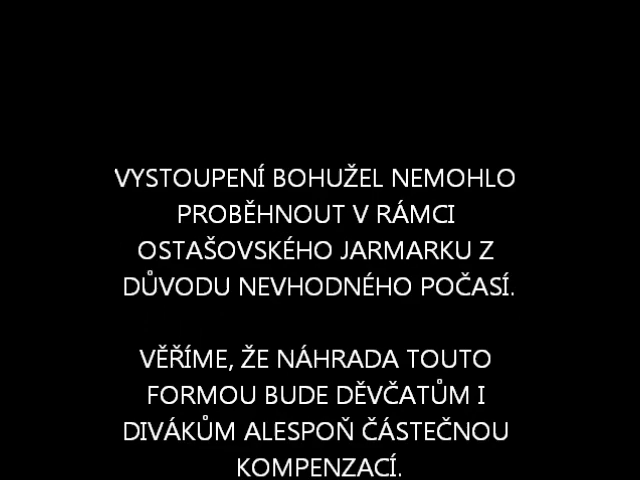 VYSTOUPENÍ BOHUŽEL NEMOHLO
PROBĚHNOUT V RÁMCI
OSTAŠOVSKÉHO JARMARKU Z
DŮVODU NEVHODNÉHO POČASÍ.
VĚŘÍME, ŽE NÁHRADA TOUTO
FORMOU BUDE DĚVČATŮM I
DIVÁKŮM ALESPOŇ ČÁSTEČNOU
KOMPENZACÍ.